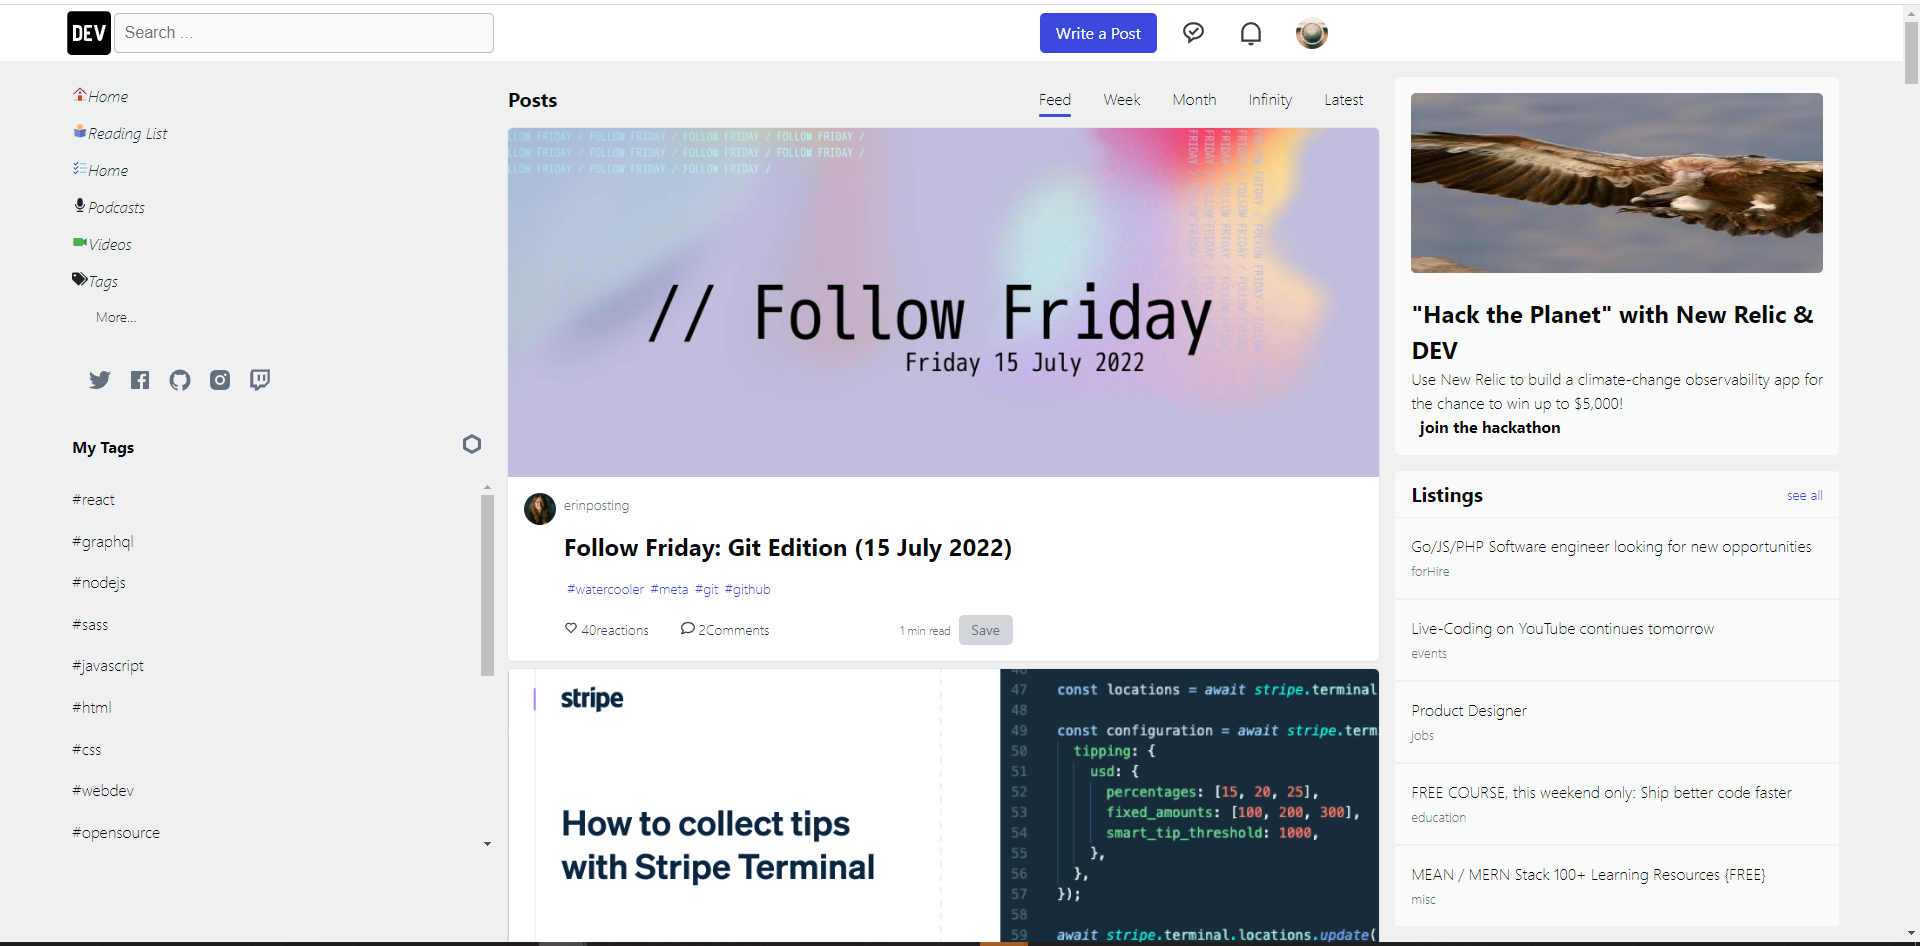 DEV
Search ...
Write a Post
Home
Reading List
Home
Podcasts
Videos
Tags
More...
My Tags
#react
#graphql
#nodejs
#sass
#javascript
#html
#css
#webdev
#opensource
Posts
Feed
Week
Month
Infinity
Latest
LLOW FRIDAY / FOLLOW FRIDAY / FOLLOW FRIDAY / FOLLOW FRIDAY /
LLOW FRIDAY / FOLLOW FRIDAY / FOLLOW FRIDAY / FOLLOW FRIDAY /
LLOW FRIDAY / FOLLOW FRIDAY / FOLLOW FRIDAY /
// Follow Friday
Friday 15 July 2022
erinposting
Follow Friday: Git Edition (15 July 2022)
#watercooler #meta #git #github
40reactions
2Comments
1 min read
Save
stripe
How to collect tips
with Stripe Terminal
46
47 const locations = await stripe.terminal
48
49 const configuration = await stripe.term
50 tipping: {
51 usd: {
52 percentages: [15, 20, 25],
53 fixed_amounts: [100, 200, 300],
54 smart_tip_threshold: 1000,
55 },
56 },
57 });
58
59 await stripe.terminal.locations.update(
"Hack the Planet" with New Relic &
DEV
Use New Relic to build a climate-change observability app for
the chance to win up to $5,000!
join the hackathon
Listings
see all
Go/JS/PHP Software engineer looking for new opportunities
forHire
Live-Coding on YouTube continues tomorrow
events
Product Designer
jobs
FREE COURSE, this weekend only: Ship better code faster
education
MEAN / MERN Stack 100+ Learning Resources {FREE}
misc